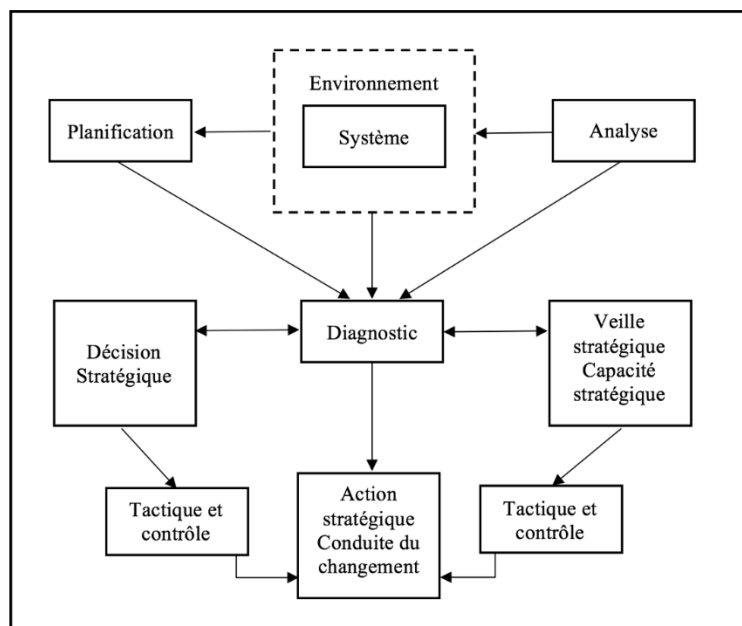 Environnement
Planification
Système
Analyse
Décision
Stratégique
Diagnostic
Veille
stratégique
Capacité
stratégique
Tactique et
contrôle
Action
stratégique
Conduite du
changement
Tactique et
contrôle